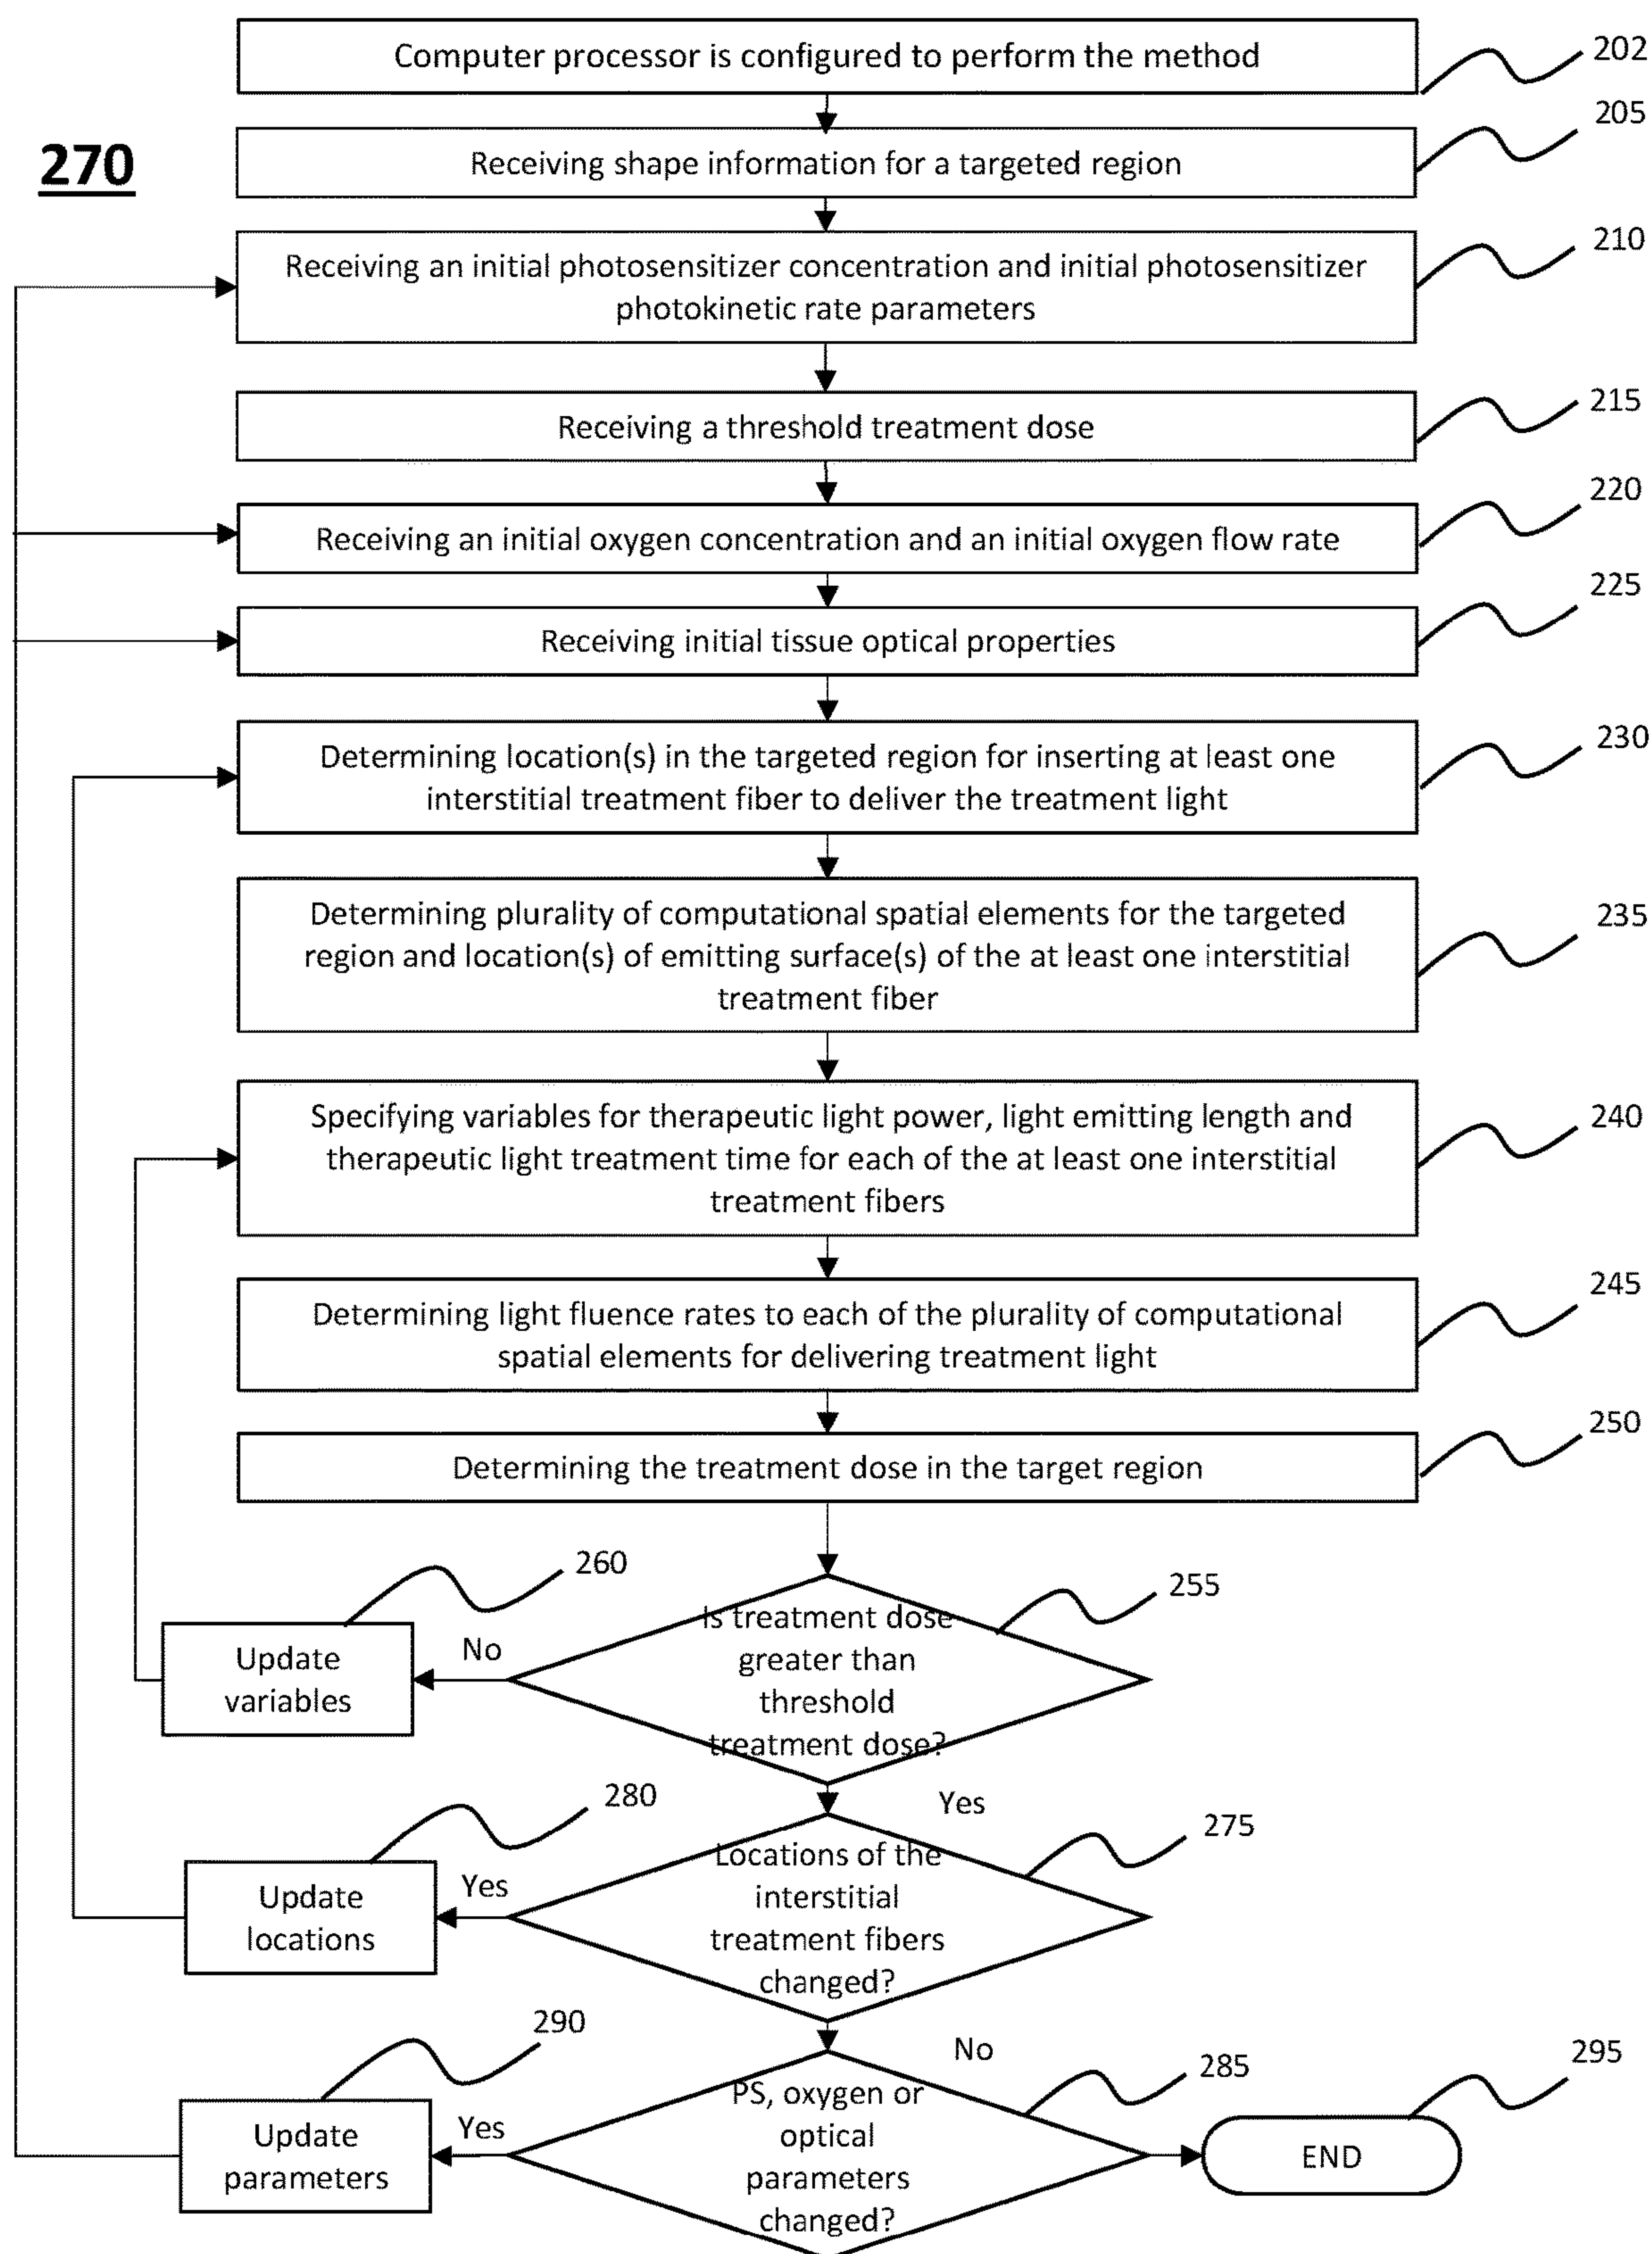 Computer processor is configured to perform the method
202
205
270
Receiving shape information for a targeted region
210
Receiving an initial photosensitizer concentration and initial photosensitizer
photokinetic rate parameters
215
Receiving a threshold treatment dose
220
Receiving an initial oxygen concentration and an initial oxygen flow rate
225
Receiving initial tissue optical properties
230
Determining location(s) in the targeted region for inserting at least one
interstitial treatment fiber to deliver the treatment light
235
Determining plurality of computational spatial elements for the targeted
region and location(s) of emitting surface(s) of the at least one interstitial
treatment fiber
240
Specifying variables for therapeutic light power, light emitting length and
therapeutic light treatment time for each of the at least one interstitial
treatment fibers
245
Determining light fluence rates to each of the plurality of computational
spatial elements for delivering treatment light
250
Determining the treatment dose in the target region
260
255
Is treatment dose
greater than
threshold
treatment dose?
No
Update
variables
Yes
280
275
Locations of the
interstitial
treatment fibers
changed?
Yes
Update
locations
No
290
285
295
PS, oxygen or
optical
parameters
changed?
Yes
Update
parameters
END